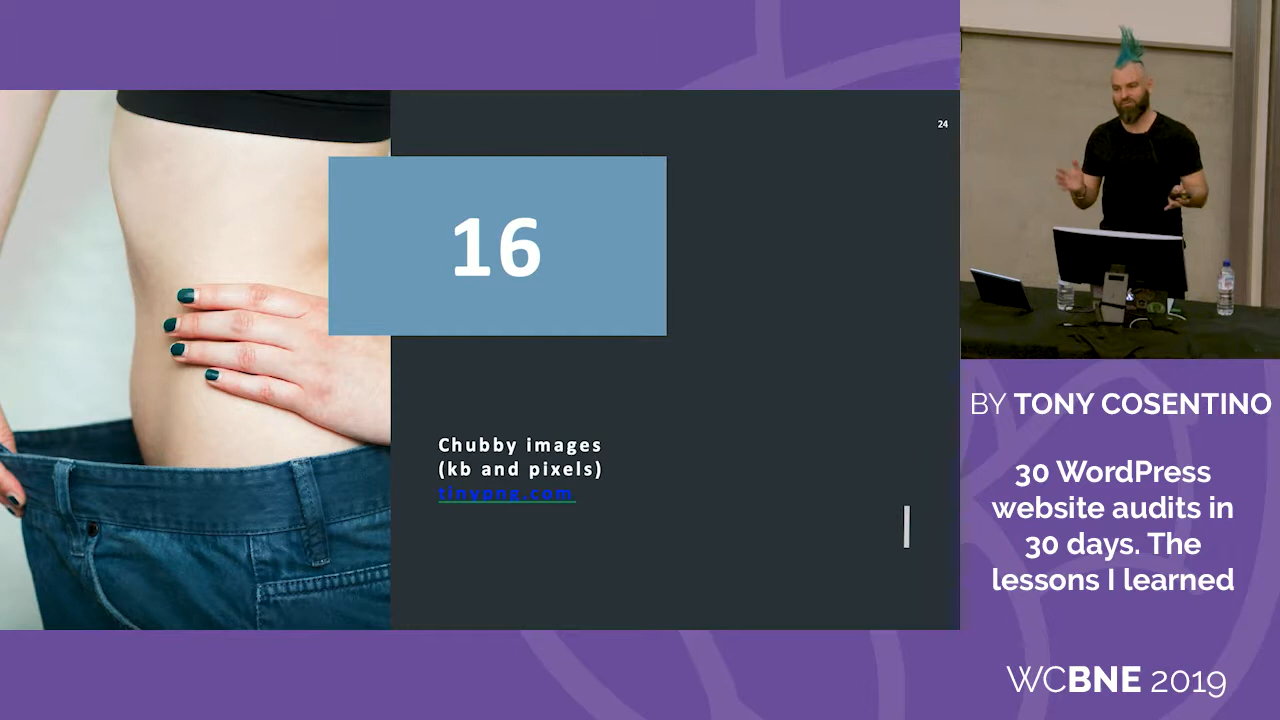 24
16
Chubby images
(kb and pixels)
tinypng.com
BY TONY COSENTINO
30 WordPress
website audits in
30 days. The
lessons I learned
WCBNE 2019